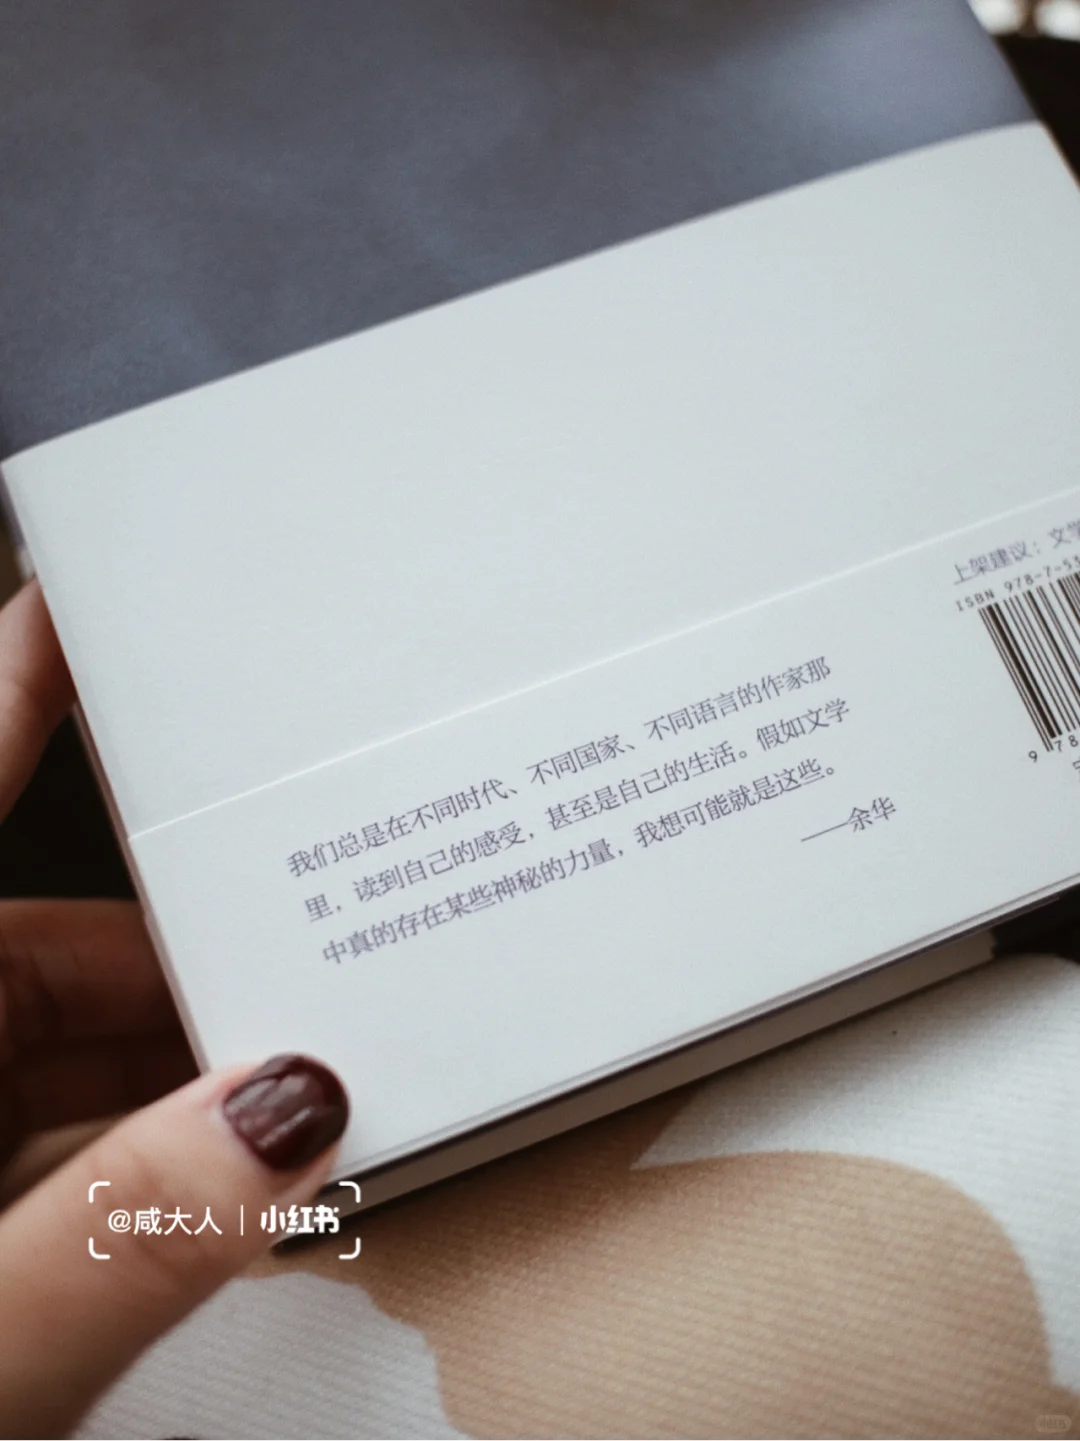 上架建议：文学
ISBN 978-7-53
9 78
我们总是在不同时代、不同国家、不同语言的作家那
里，读到自己的感受，甚至是自己的生活。假如文学
中真的存在某些神秘的力量，我想可能就是这些。
——余华
@咸大人｜小红书